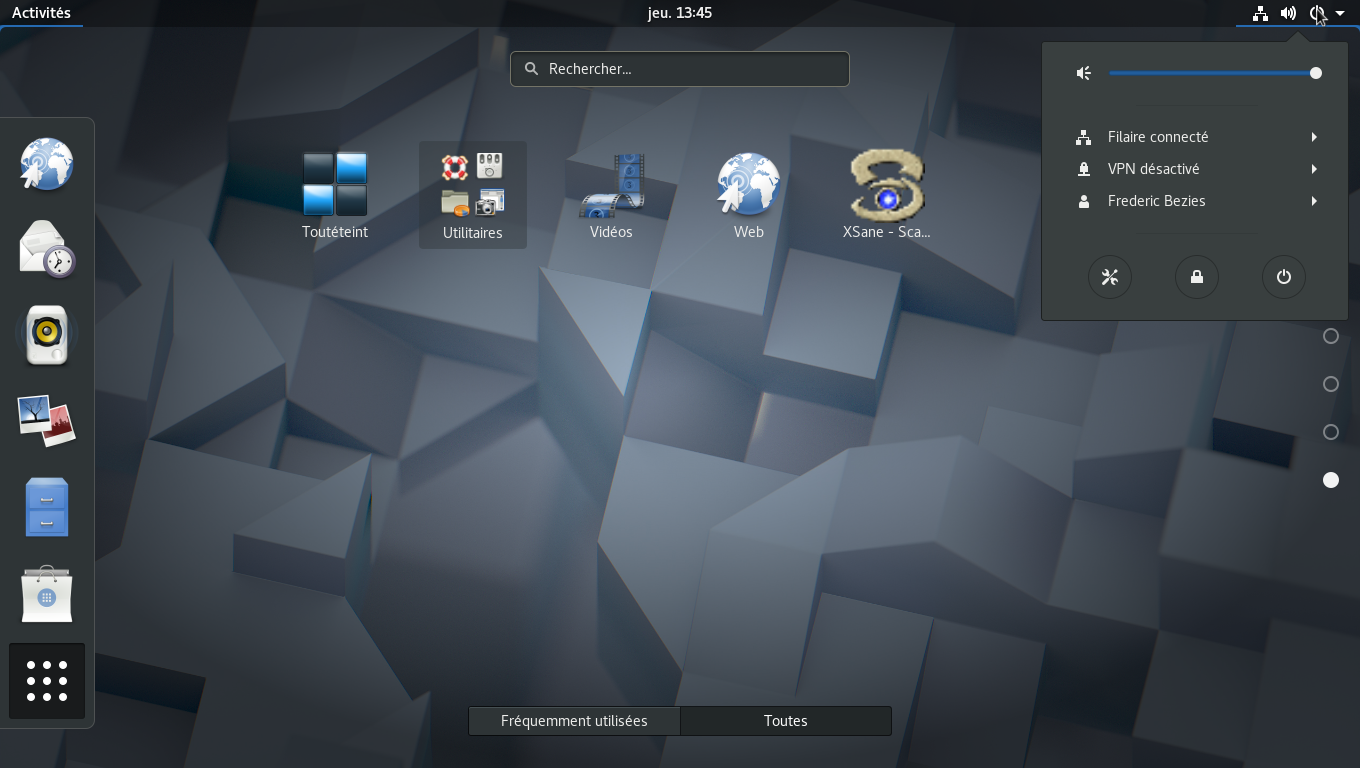 Activités
jeu. 13:45
Rechercher...
Filaire connecté
VPN désactivé
Frederic Bezies
Toutéteint
Utilitaires
Vidéos
Web
XSane - Sca...
Fréquemment utilisées
Toutes